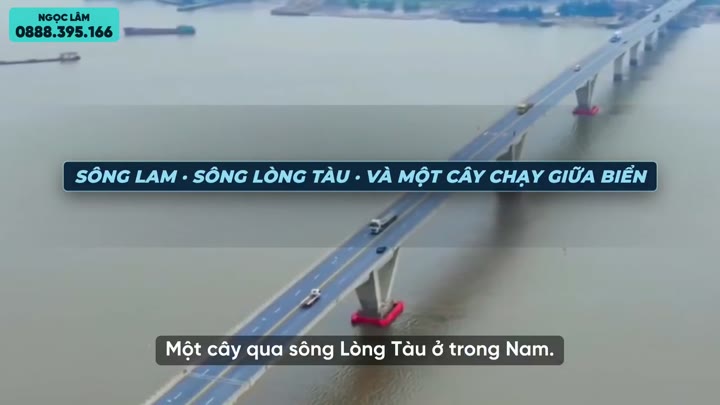 NGỌC LÂM
0888.395.166
SÔNG LAM · SÔNG LÒNG TÀU · VÀ MỘT CÂY CHẠY GIỮA BIỂN
Một cây qua sông Lòng Tàu ở trong Nam.